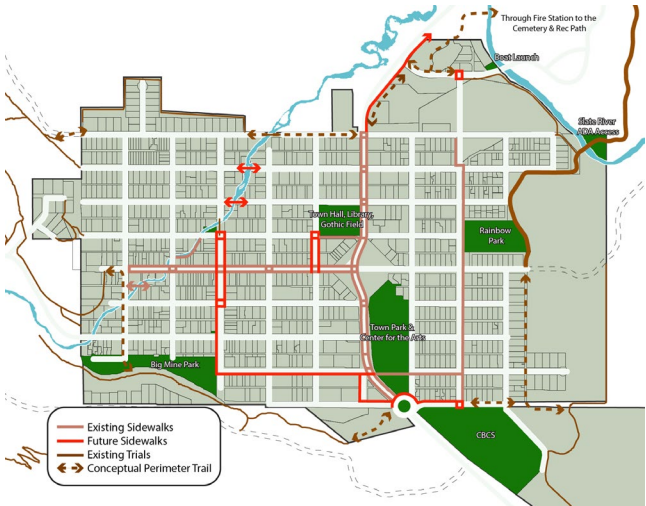 Through Fire Station to the
Cemetery & Rec Path
Boat Launch
Slate River
ADA Access
Town Hall, Library,
Gothic Field
Rainbow
Park
Town Park &
Center for the Arts
Big Mine Park
CBCS
Existing Sidewalks
Future Sidewalks
Existing Trials
Conceptual Perimeter Trail